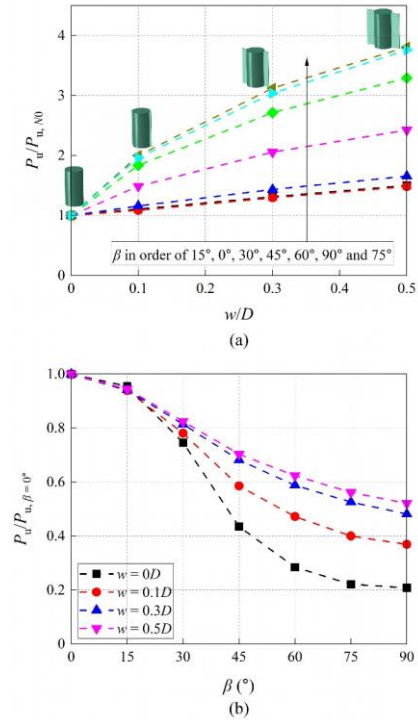 4
3
2
1
0
P_u/P_u, N0
β in order of 15°, 0°, 30°, 45°, 60°, 90° and 75°
0 0.1 0.2 0.3 0.4 0.5
w/D
(a)
1.0
0.8
0.6
0.4
0.2
0
P_u/P_u, β = 0°
w = 0D
w = 0.1D
w = 0.3D
w = 0.5D
0 15 30 45 60 75 90
β (°)
(b)